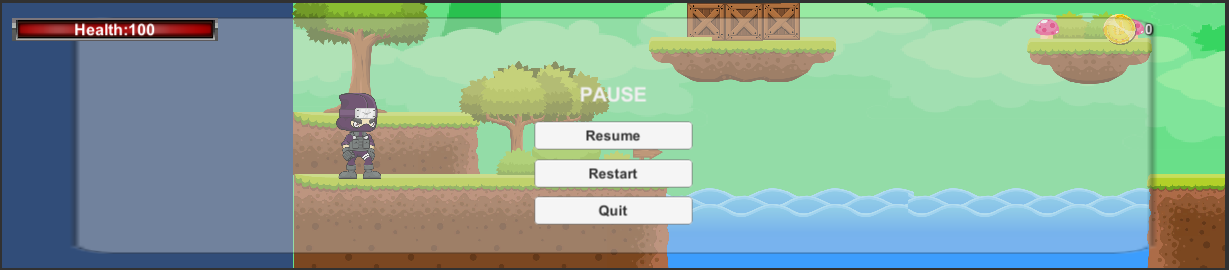 Health:100
0
PAUSE
Resume
Restart
Quit